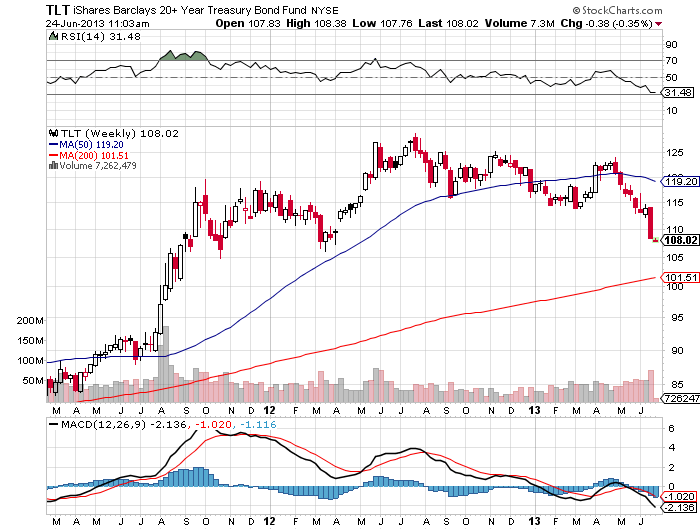 TLT iShares Barclays 20+ Year Treasury Bond Fund NYSE © StockCharts.com
24-Jun-2013 11:03am Open 107.83 High 108.38 Low 107.76 Last 108.02 Volume 7.3M Chg -0.38 (-0.35%)
RSI(14) 31.48
90
70
50
31.48
10
TLT (Weekly) 108.02
MA(50) 119.20
MA(200) 101.51
Volume 7,262,479
125
120
119.20
115
110
108.02
105
101.51
100
95
90
85
200M
150M
100M
50M
7262479
M A M J J A S O N D 12 F M A M J J A S O N D 13 F M A M J
MACD(12,26,9) -2.136, -1.020, -1.116
6
4
2
0
-1.020
-2.136
M A M J J A S O N D 12 F M A M J J A S O N D 13 F M A M J